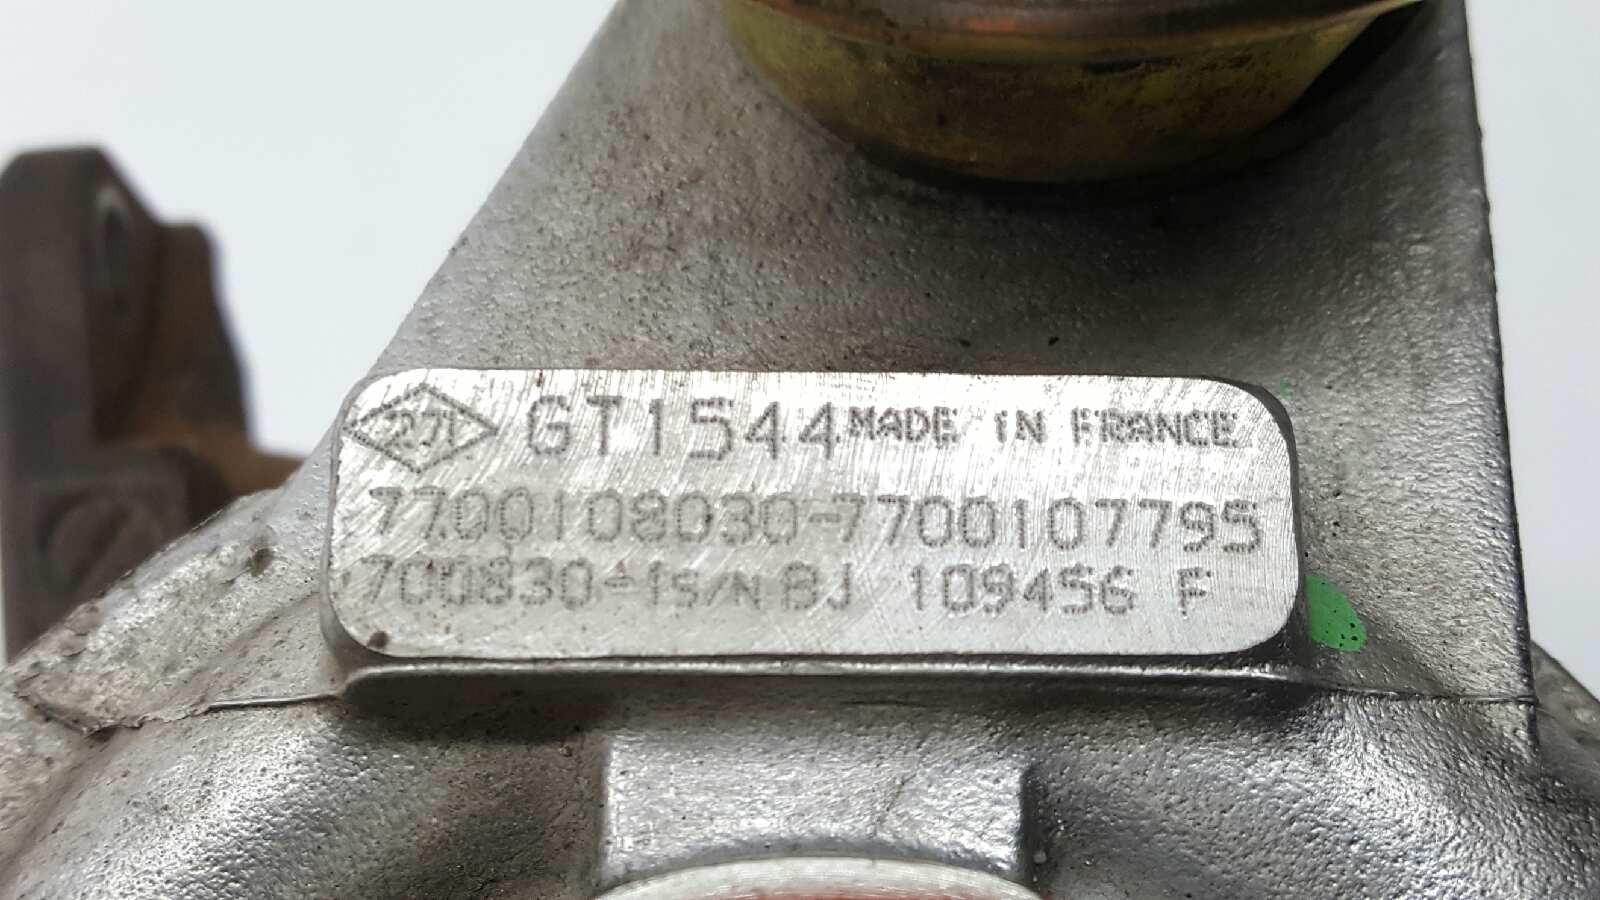 GT1544 MADE IN FRANCE
7700108030-7700107795
700830-1 S/N BJ 109456 F